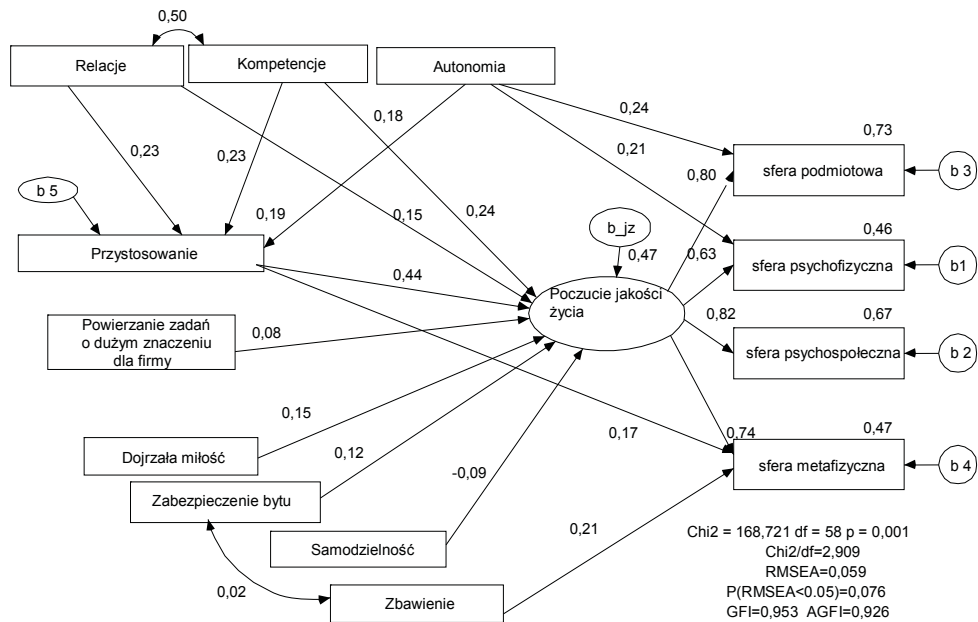 0,50
Relacje
Kompetencje
Autonomia
0,18
0,24
0,73
0,23
0,23
0,21
0,80
sfera podmiotowa
b 3
b 5
0,19
0,15
0,24
b_jz
0,47
0,63
0,46
Przystosowanie
sfera psychofizyczna
b1
0,44
Poczucie jakości
życia
Powierzanie zadań
o dużym znaczeniu
dla firmy
0,08
0,82
0,67
sfera psychospołeczna
b 2
0,15
0,17
0,74
0,47
Dojrzała miłość
0,12
-0,09
sfera metafizyczna
b 4
Zabezpieczenie bytu
0,21
Samodzielność
0,02
Zbawienie
Chi2 = 168,721 df = 58 p = 0,001
Chi2/df=2,909
RMSEA=0,059
P(RMSEA<0.05)=0,076
GFI=0,953 AGFI=0,926